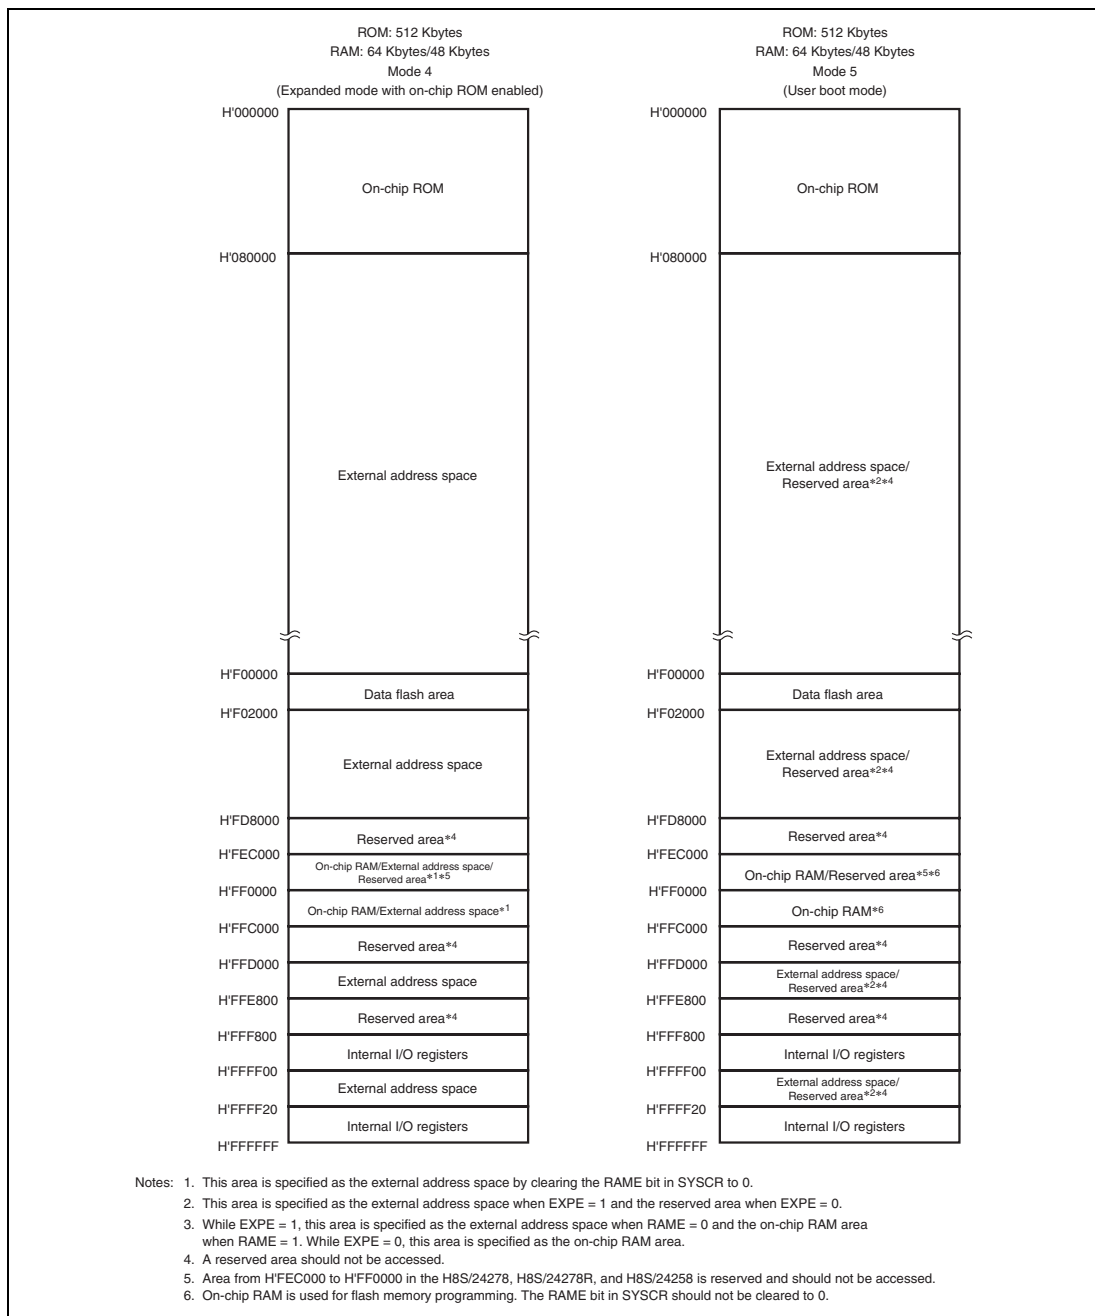 ROM: 512 Kbytes
RAM: 64 Kbytes/48 Kbytes
Mode 4
(Expanded mode with on-chip ROM enabled)
H'000000
On-chip ROM
H'080000
External address space
H'F00000
Data flash area
H'F02000
External address space
H'FD8000
Reserved area*4
H'FEC000
On-chip RAM/External address space/
Reserved area*1*5
H'FF0000
On-chip RAM/External address space*1
H'FFC000
Reserved area*4
H'FFD000
External address space
H'FFE800
Reserved area*4
H'FFF800
Internal I/O registers
H'FFFF00
External address space
H'FFFF20
Internal I/O registers
H'FFFFFF
ROM: 512 Kbytes
RAM: 64 Kbytes/48 Kbytes
Mode 5
(User boot mode)
H'000000
On-chip ROM
H'080000
External address space/
Reserved area*2*4
H'F00000
Data flash area
H'F02000
External address space/
Reserved area*2*4
H'FD8000
Reserved area*4
H'FEC000
On-chip RAM/Reserved area*5*6
H'FF0000
On-chip RAM*6
H'FFC000
Reserved area*4
H'FFD000
External address space/
Reserved area*2*4
H'FFE800
Reserved area*4
H'FFF800
Internal I/O registers
H'FFFF00
External address space/
Reserved area*2*4
H'FFFF20
Internal I/O registers
H'FFFFFF
Notes: 1. This area is specified as the external address space by clearing the RAME bit in SYSCR to 0.
2. This area is specified as the external address space when EXPE = 1 and the reserved area when EXPE = 0.
3. While EXPE = 1, this area is specified as the external address space when RAME = 0 and the on-chip RAM area
when RAME = 1. While EXPE = 0, this area is specified as the on-chip RAM area.
4. A reserved area should not be accessed.
5. Area from H'FEC000 to H'FF0000 in the H8S/24278, H8S/24278R, and H8S/24258 is reserved and should not be accessed.
6. On-chip RAM is used for flash memory programming. The RAME bit in SYSCR should not be cleared to 0.